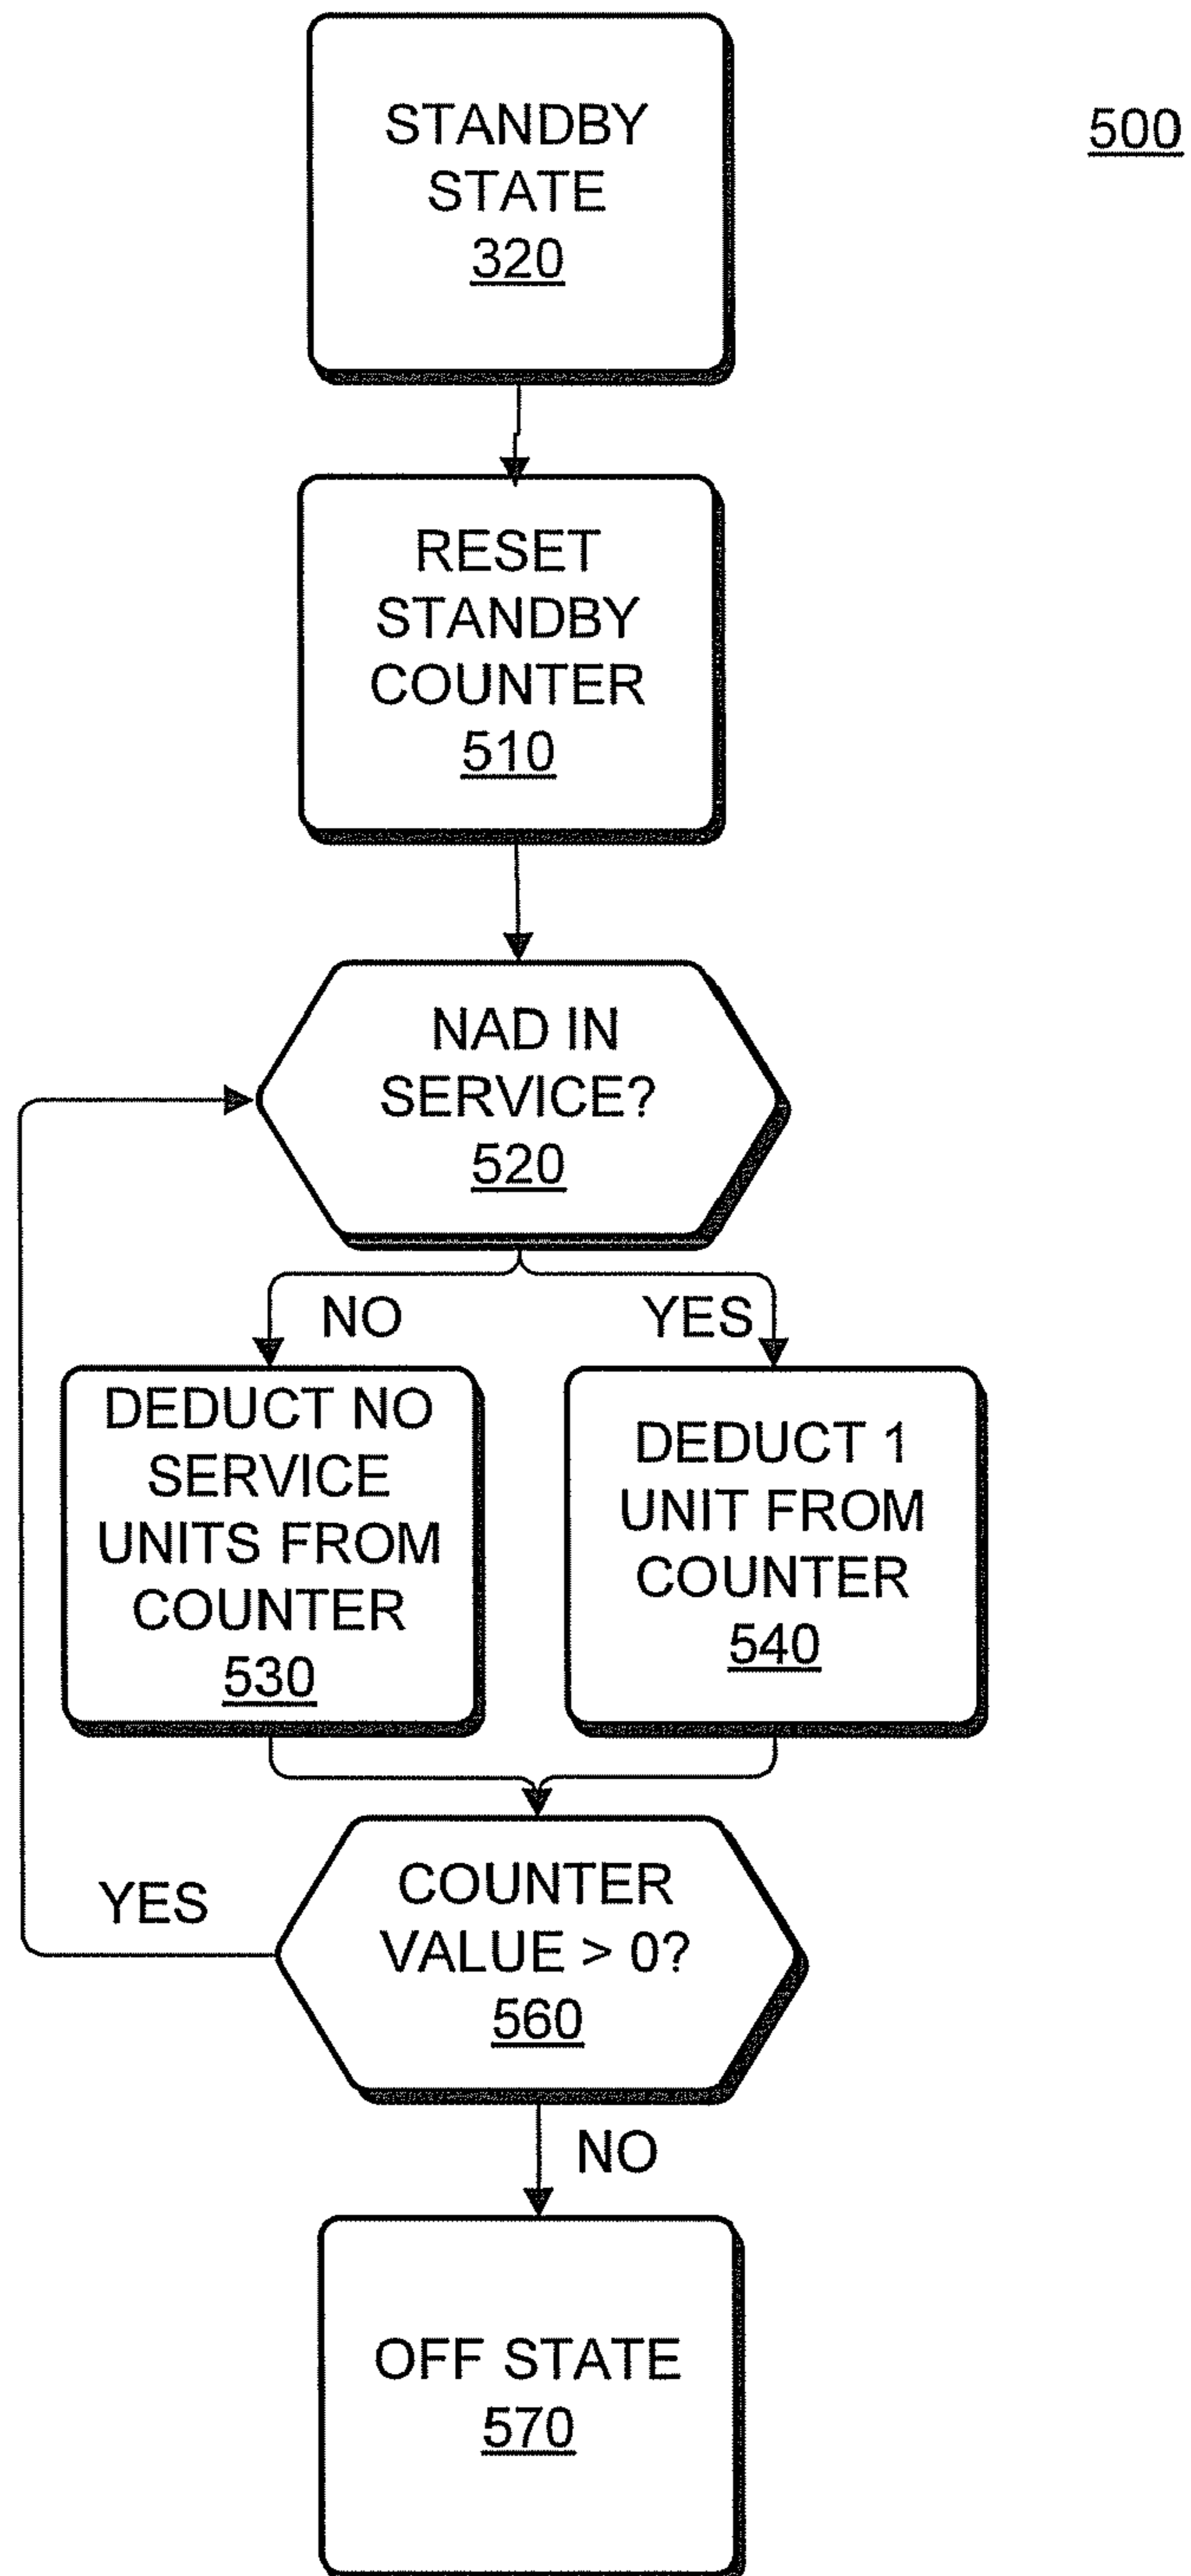 500
STANDBY
STATE
320
RESET
STANDBY
COUNTER
510
NAD IN
SERVICE?
520
NO
YES
DEDUCT NO
SERVICE
UNITS FROM
COUNTER
530
DEDUCT 1
UNIT FROM
COUNTER
540
COUNTER
VALUE > 0?
560
YES
NO
OFF STATE
570